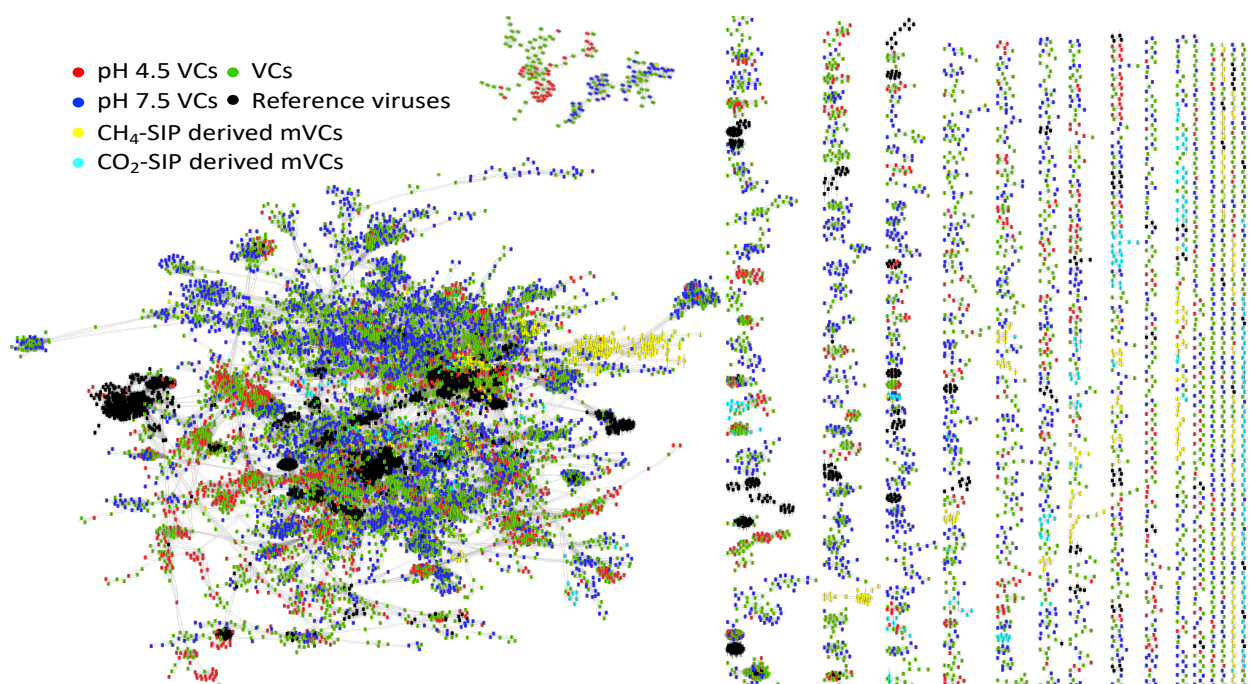 pH 4.5 VCs VCs
pH 7.5 VCs Reference viruses
CH₄-SIP derived mVCs
CO₂-SIP derived mVCs